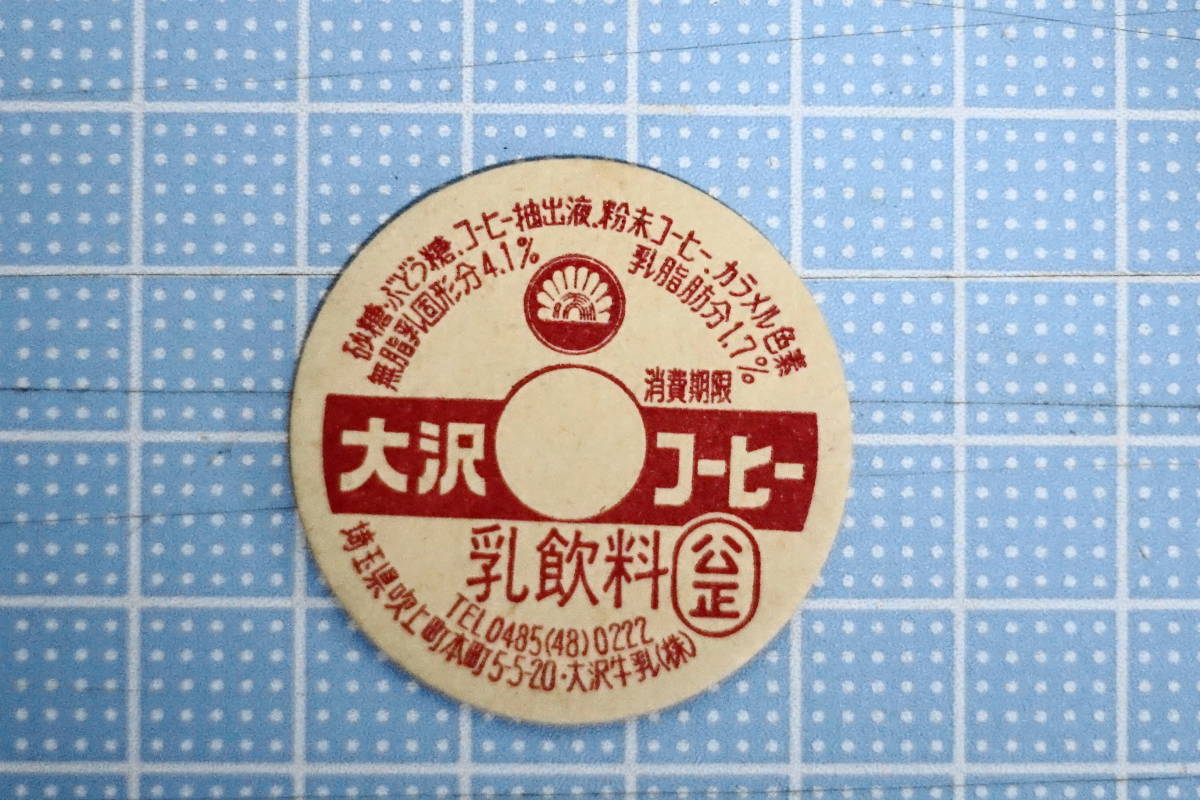 砂糖・ぶどう糖、コーヒー抽出液、粉末コーヒー、カラメル色素
無脂乳固形分4.1%
乳脂肪分1.7%
消費期限
大沢 コーヒー
乳飲料
公正
TEL0485(48)0222
埼玉県吹上町本町5-5-20・大沢牛乳(株)